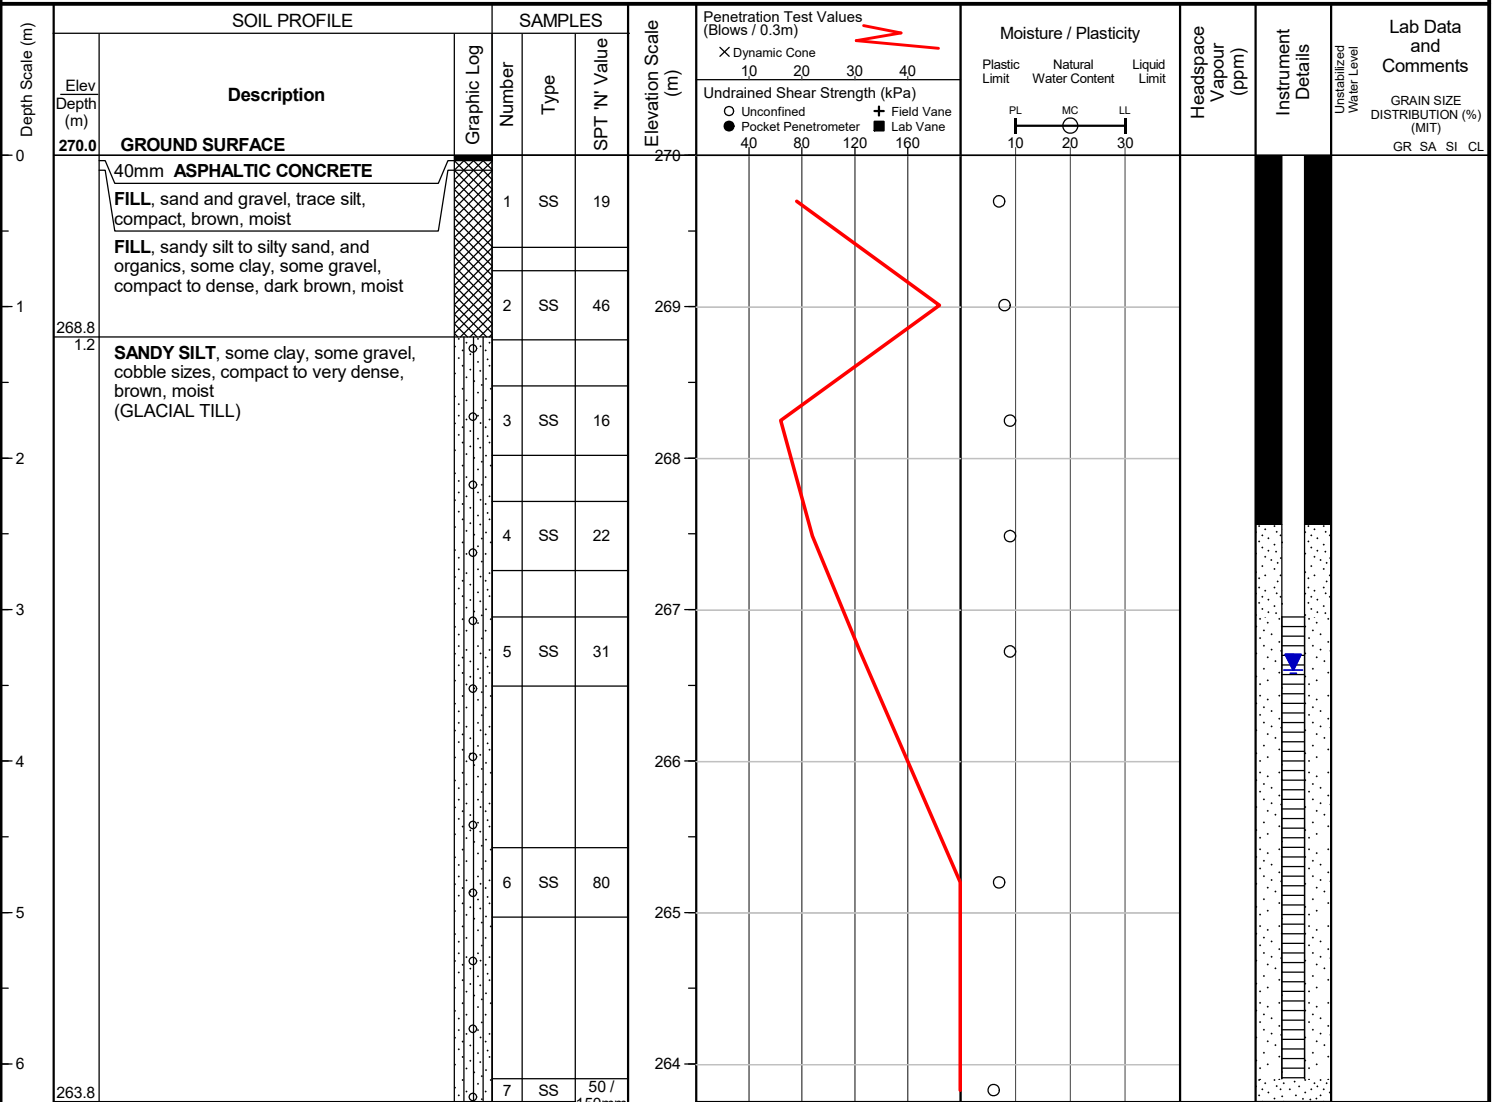 Depth Scale (m)
SOIL PROFILE
Elev
Depth
(m)
Description
270.0 GROUND SURFACE
Graphic Log
SAMPLES
Number
Type
SPT 'N' Value
Elevation Scale
(m)
Penetration Test Values
(Blows / 0.3m)
Dynamic Cone
10 20 30 40
Undrained Shear Strength (kPa)
Unconfined Field Vane
Pocket Penetrometer Lab Vane
40 80 120 160
Moisture / Plasticity
Plastic Natural Liquid
Limit Water Content Limit
PL MC LL
10 20 30
Headspace
Vapour
(ppm)
Instrument
Details
Unstabilized
Water Level
Lab Data
and
Comments
GRAIN SIZE
DISTRIBUTION (%)
(MIT)
GR SA SI CL
0 270
40mm ASPHALTIC CONCRETE
FILL, sand and gravel, trace silt,
compact, brown, moist
1 SS 19
FILL, sandy silt to silty sand, and
organics, some clay, some gravel,
compact to dense, dark brown, moist
1 2 SS 46 269
268.8
1.2
SANDY SILT, some clay, some gravel,
cobble sizes, compact to very dense,
brown, moist
(GLACIAL TILL)
3 SS 16
2 268
4 SS 22
3 267
5 SS 31
4 266
6 SS 80
5 265
6 264
263.8 7 SS 50 /